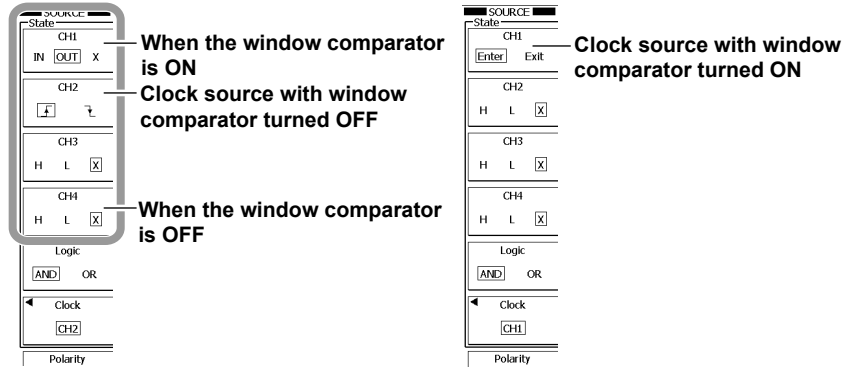 SOURCE
State
CH1
IN OUT X
When the window comparator
is ON
CH2
Clock source with window
comparator turned OFF
CH3
H L X
CH4
H L X
When the window comparator
is OFF
Logic
AND OR
Clock
CH2
Polarity
SOURCE
State
CH1
Enter Exit
Clock source with window
comparator turned ON
CH2
H L X
CH3
H L X
CH4
H L X
Logic
AND OR
Clock
CH1
Polarity